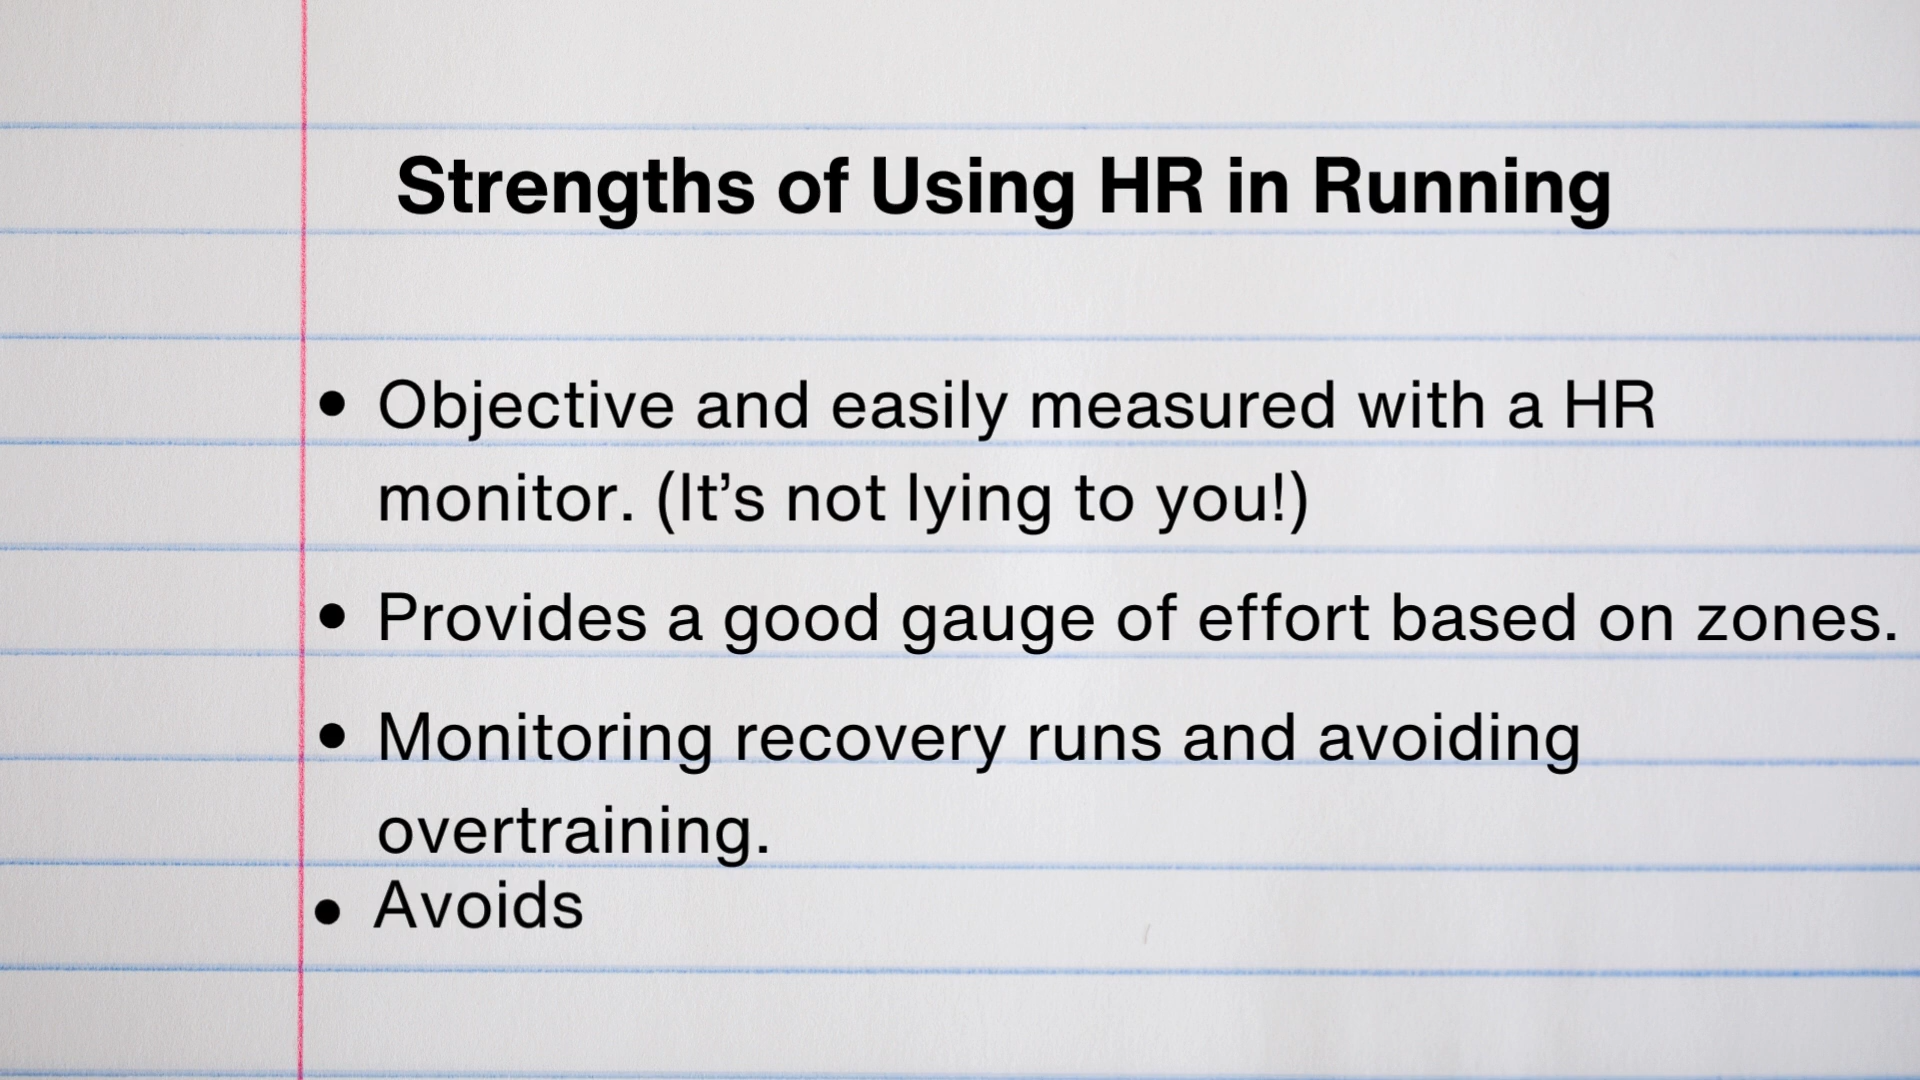 Strengths of Using HR in Running
• Objective and easily measured with a HR
monitor. (It’s not lying to you!)
• Provides a good gauge of effort based on zones.
• Monitoring recovery runs and avoiding
overtraining.
• Avoids